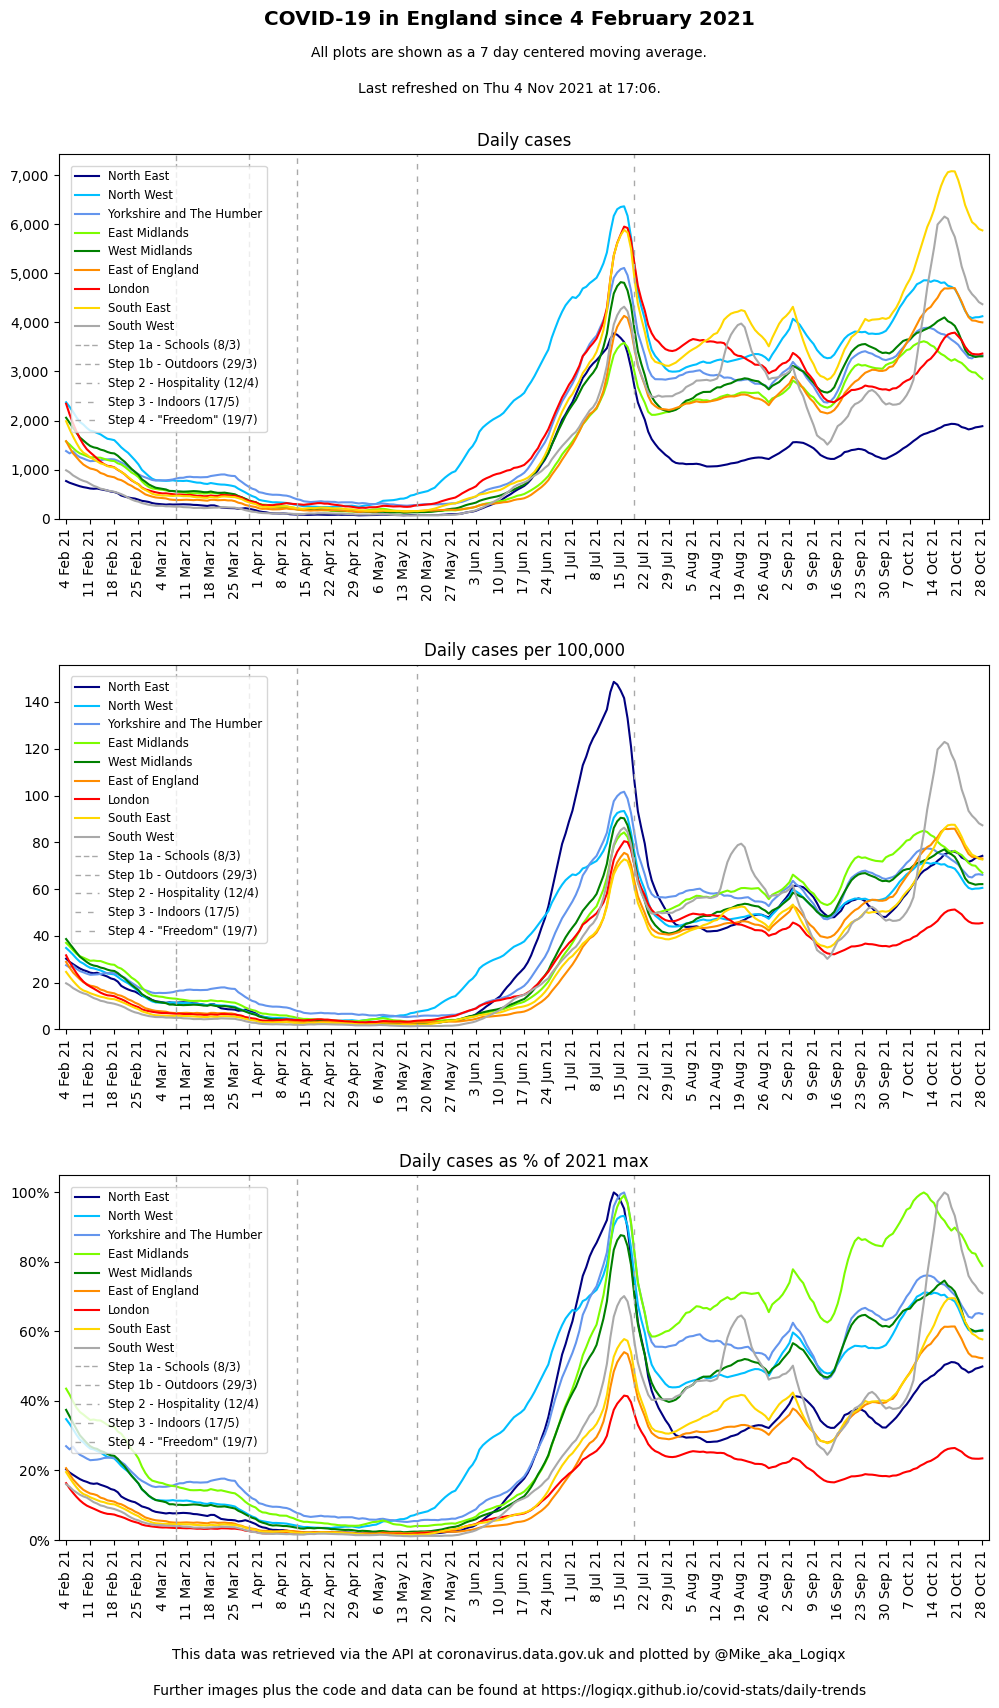 COVID-19 in England since 4 February 2021
All plots are shown as a 7 day centered moving average.
Last refreshed on Thu 4 Nov 2021 at 17:06.
Daily cases
7,000
6,000
5,000
4,000
3,000
2,000
1,000
0
North East
North West
Yorkshire and The Humber
East Midlands
West Midlands
East of England
London
South East
South West
Step 1a - Schools (8/3)
Step 1b - Outdoors (29/3)
Step 2 - Hospitality (12/4)
Step 3 - Indoors (17/5)
Step 4 - "Freedom" (19/7)
4 Feb 21
11 Feb 21
18 Feb 21
25 Feb 21
4 Mar 21
11 Mar 21
18 Mar 21
25 Mar 21
1 Apr 21
8 Apr 21
15 Apr 21
22 Apr 21
29 Apr 21
6 May 21
13 May 21
20 May 21
27 May 21
3 Jun 21
10 Jun 21
17 Jun 21
24 Jun 21
1 Jul 21
8 Jul 21
15 Jul 21
22 Jul 21
29 Jul 21
5 Aug 21
12 Aug 21
19 Aug 21
26 Aug 21
2 Sep 21
9 Sep 21
16 Sep 21
23 Sep 21
30 Sep 21
7 Oct 21
14 Oct 21
21 Oct 21
28 Oct 21
Daily cases per 100,000
140
120
100
80
60
40
20
0
North East
North West
Yorkshire and The Humber
East Midlands
West Midlands
East of England
London
South East
South West
Step 1a - Schools (8/3)
Step 1b - Outdoors (29/3)
Step 2 - Hospitality (12/4)
Step 3 - Indoors (17/5)
Step 4 - "Freedom" (19/7)
4 Feb 21
11 Feb 21
18 Feb 21
25 Feb 21
4 Mar 21
11 Mar 21
18 Mar 21
25 Mar 21
1 Apr 21
8 Apr 21
15 Apr 21
22 Apr 21
29 Apr 21
6 May 21
13 May 21
20 May 21
27 May 21
3 Jun 21
10 Jun 21
17 Jun 21
24 Jun 21
1 Jul 21
8 Jul 21
15 Jul 21
22 Jul 21
29 Jul 21
5 Aug 21
12 Aug 21
19 Aug 21
26 Aug 21
2 Sep 21
9 Sep 21
16 Sep 21
23 Sep 21
30 Sep 21
7 Oct 21
14 Oct 21
21 Oct 21
28 Oct 21
Daily cases as % of 2021 max
100%
80%
60%
40%
20%
0%
North East
North West
Yorkshire and The Humber
East Midlands
West Midlands
East of England
London
South East
South West
Step 1a - Schools (8/3)
Step 1b - Outdoors (29/3)
Step 2 - Hospitality (12/4)
Step 3 - Indoors (17/5)
Step 4 - "Freedom" (19/7)
4 Feb 21
11 Feb 21
18 Feb 21
25 Feb 21
4 Mar 21
11 Mar 21
18 Mar 21
25 Mar 21
1 Apr 21
8 Apr 21
15 Apr 21
22 Apr 21
29 Apr 21
6 May 21
13 May 21
20 May 21
27 May 21
3 Jun 21
10 Jun 21
17 Jun 21
24 Jun 21
1 Jul 21
8 Jul 21
15 Jul 21
22 Jul 21
29 Jul 21
5 Aug 21
12 Aug 21
19 Aug 21
26 Aug 21
2 Sep 21
9 Sep 21
16 Sep 21
23 Sep 21
30 Sep 21
7 Oct 21
14 Oct 21
21 Oct 21
28 Oct 21
This data was retrieved via the API at coronavirus.data.gov.uk and plotted by @Mike_aka_Logiqx
Further images plus the code and data can be found at https://logiqx.github.io/covid-stats/daily-trends